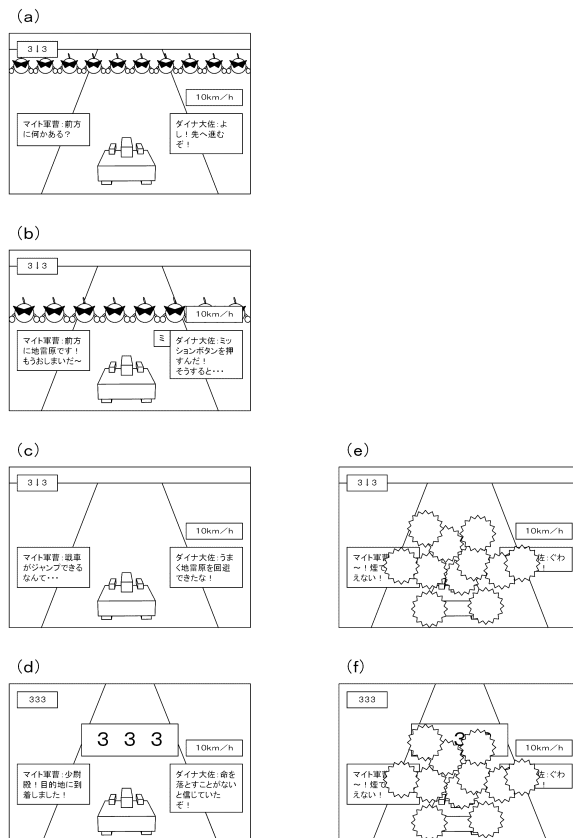 (a)
3↓3
10km/h
マイト軍曹:前方
に何かある?
ダイナ大佐:よ
し!先へ進む
ぞ!
(b)
3↓3
10km/h
マイト軍曹:前方
に地雷原です!
もうおしまいだ~
ミ
ダイナ大佐:ミッ
ションボタンを押
すんだ!
そうすると・・・
(c)
3↓3
10km/h
マイト軍曹:戦車
がジャンプできる
なんて・・・
ダイナ大佐:うま
く地雷原を回避
できたな!
(e)
3↓3
10km/h
マイト軍曹
~!煙で
えない!
佐:ぐわ
!
(d)
333
3 3 3
10km/h
マイト軍曹:少尉
殿!目的地に到
着しました!
ダイナ大佐:命を
落とすことがない
と信じていた
ぞ!
(f)
333
3
10km/h
マイト軍曹
~!煙で
えない!
佐:ぐわ
!